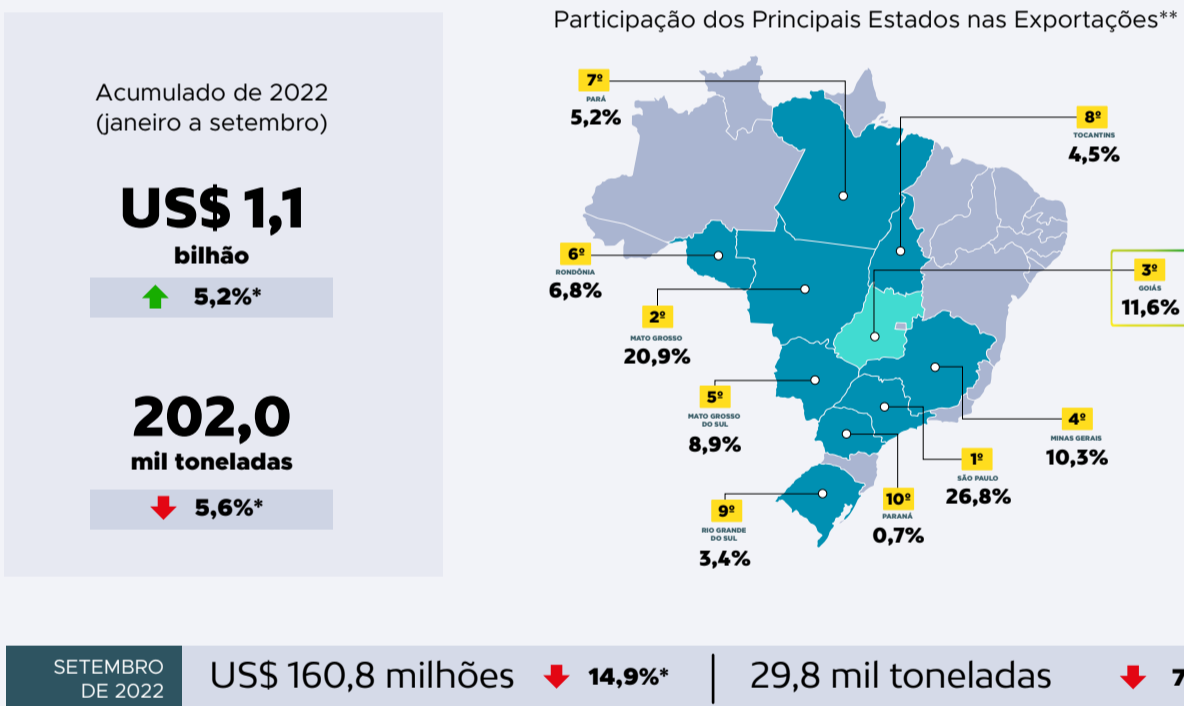 Acumulado de 2022
(janeiro a setembro)
US$ 1,1
bilhão
5,2%*
202,0
mil toneladas
5,6%*
Participação dos Principais Estados nas Exportações**
7º
PARÁ
5,2%
8º
TOCANTINS
4,5%
6º
RONDÔNIA
6,8%
3º
GOIÁS
11,6%
2º
MATO GROSSO
20,9%
5º
MATO GROSSO
DO SUL
8,9%
4º
MINAS GERAIS
10,3%
1º
SÃO PAULO
26,8%
10º
PARANÁ
0,7%
9º
RIO GRANDE
DO SUL
3,4%
SETEMBRO
DE 2022
US$ 160,8 milhões
14,9%*
29,8 mil toneladas